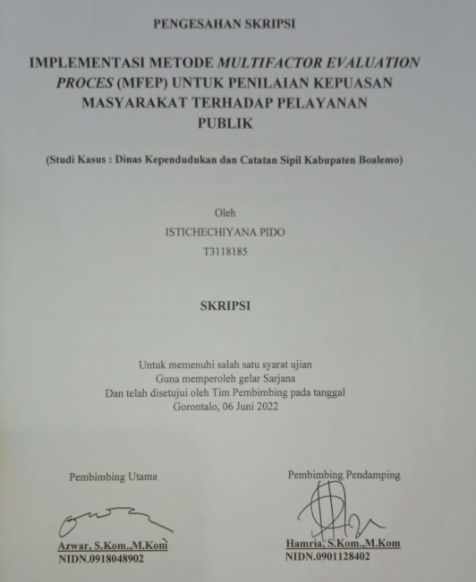 PENGESAHAN SKRIPSI
IMPLEMENTASI METODE MULTIFACTOR EVALUATION
PROCES (MFEP) UNTUK PENILAIAN KEPUASAN
MASYARAKAT TERHADAP PELAYANAN
PUBLIK
(Studi Kasus : Dinas Kependudukan dan Catatan Sipil Kabupaten Boalemo)
Oleh
ISTICHECHIYANA PIDO
T3118185
SKRIPSI
Untuk memenuhi salah satu syarat ujian
Guna memperoleh gelar Sarjana
Dan telah disetujui oleh Tim Pembimbing pada tanggal
Gorontalo, 06 Juni 2022
Pembimbing Utama
Azwar, S.Kom.,M.Kom
NIDN.0918048902
Pembimbing Pendamping
Hamria, S.Kom.,M.Kom
NIDN.0901128402